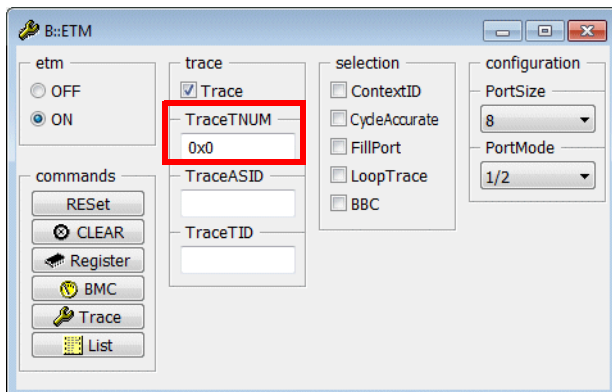 B::ETM
etm
OFF
ON
commands
RESet
CLEAR
Register
BMC
Trace
List
trace
Trace
TraceTNUM
0x0
TraceASID
TraceTID
selection
ContextID
CycleAccurate
FillPort
LoopTrace
BBC
configuration
PortSize
8
PortMode
1/2